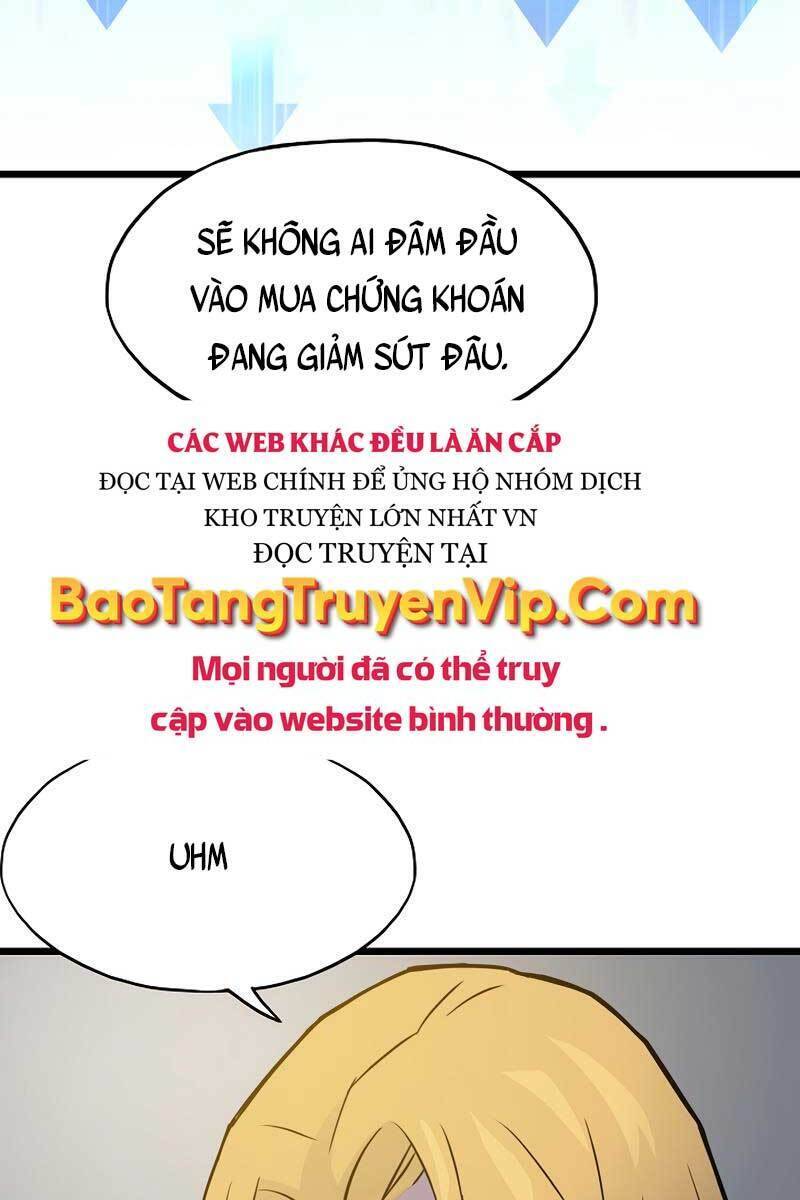 SẼ KHÔNG AI ĐÂM ĐẦU
VÀO MUA CHỨNG KHOÁN
ĐANG GIẢM SÚT ĐÂU.
CÁC WEB KHÁC ĐỀU LÀ ĂN CẮP
ĐỌC TẠI WEB CHÍNH ĐỂ ỦNG HỘ NHÓM DỊCH
KHO TRUYỆN LỚN NHẤT VN
ĐỌC TRUYỆN TẠI
BaoTangTruyenVip.Com
Mọi người đã có thể truy
cập vào website bình thường .
UHM